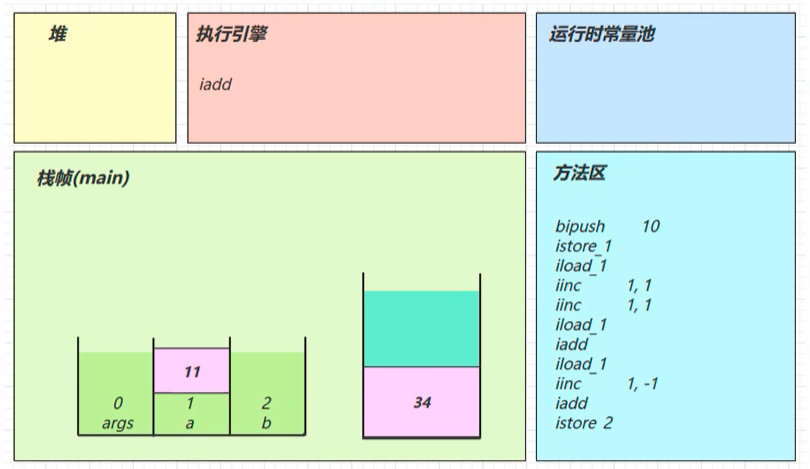 堆
执行引擎
iadd
运行时常量池
栈帧(main)
11
0
args
1
a
2
b
34
方法区
bipush 10
istore_1
iload_1
iinc 1, 1
iinc 1, 1
iload_1
iadd
iload_1
iinc 1, -1
iadd
istore 2